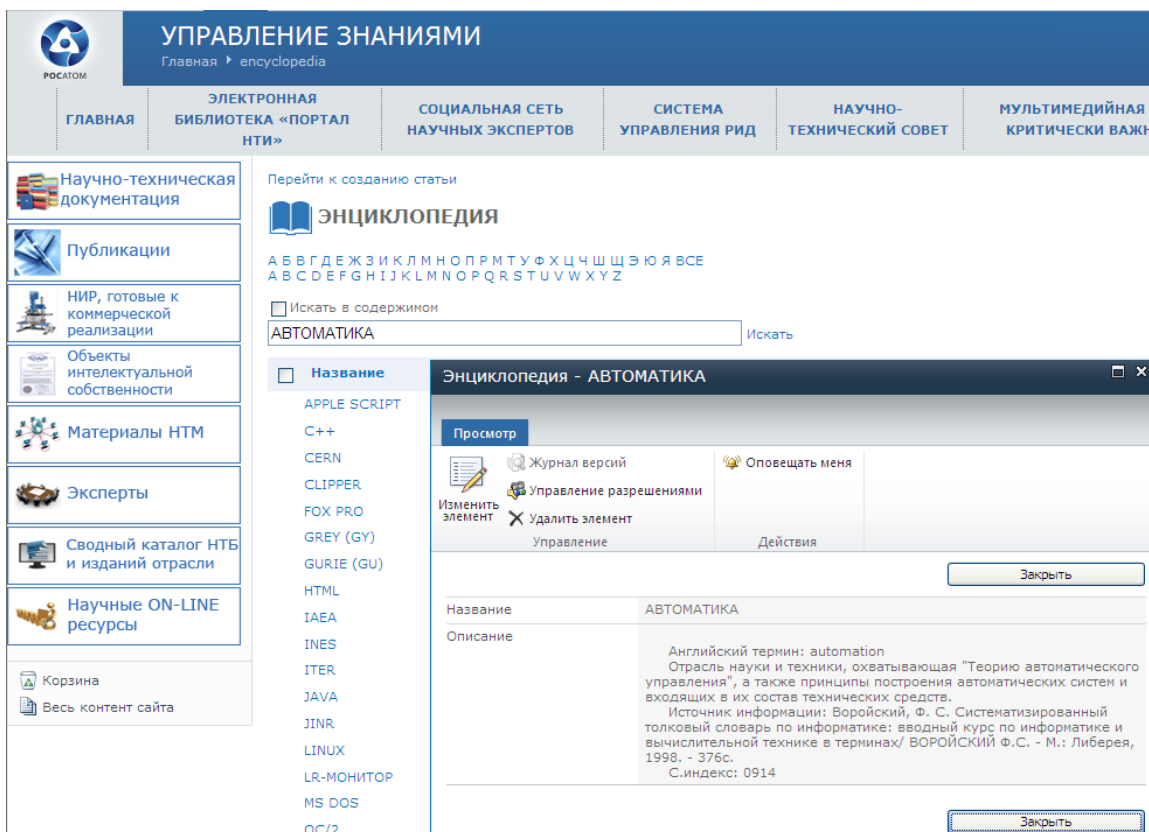 УПРАВЛЕНИЕ ЗНАНИЯМИ
Главная encyclopedia
РОСАТОМ
ГЛАВНАЯ
ЭЛЕКТРОННАЯ
БИБЛИОТЕКА «ПОРТАЛ
НТИ»
СОЦИАЛЬНАЯ СЕТЬ
НАУЧНЫХ ЭКСПЕРТОВ
СИСТЕМА
УПРАВЛЕНИЯ РИД
НАУЧНО-
ТЕХНИЧЕСКИЙ СОВЕТ
МУЛЬТИМЕДИЙНАЯ
КРИТИЧЕСКИ ВАЖН
Научно-техническая
документация
Публикации
НИР, готовые к
коммерческой
реализации
Объекты
интелектуальной
собственности
Материалы НТМ
Эксперты
Сводный каталог НТБ
и изданий отрасли
Научные ON-LINE
ресурсы
Корзина
Весь контент сайта
Перейти к созданию статьи
ЭНЦИКЛОПЕДИЯ
А Б В Г Д Е Ж З И К Л М Н О П Р М Т У Ф Х Ц Ч Ш Щ Э Ю Я ВСЕ
A B C D E F G H I J K L M N O P Q R S T U V W X Y Z
Искать в содержимом
АВТОМАТИКА
Искать
Название
APPLE SCRIPT
C++
CERN
CLIPPER
FOX PRO
GREY (GY)
GURIE (GU)
HTML
IAEA
INES
ITER
JAVA
JINR
LINUX
LR-МОНИТОР
MS DOS
ОС/2
Энциклопедия - АВТОМАТИКА
Просмотр
Изменить
элемент
Журнал версий
Управление разрешениями
Удалить элемент
Управление
Оповещать меня
Действия
Закрыть
Название
АВТОМАТИКА
Описание
Английский термин: automation
Отрасль науки и техники, охватывающая "Теорию автоматического
управления", а также принципы построения автоматических систем и
входящих в их состав технических средств.
Источник информации: Воройский, Ф. С. Систематизированный
толковый словарь по информатике: вводный курс по информатике и
вычислительной технике в терминах/ ВОРОЙСКИЙ Ф.С. - М.: Либерея,
1998. - 376с.
С.индекс: 0914
Закрыть